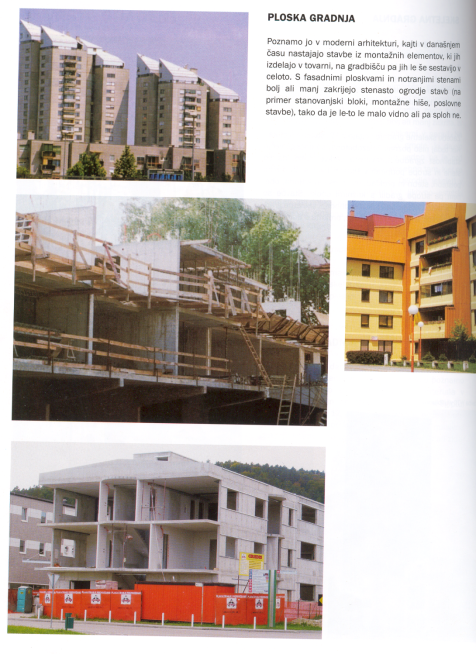 PLOSKA GRADNJA
Poznamo jo v moderni arhitekturi, kajti v današnjem
času nastajajo stavbe iz montažnih elementov, ki jih
izdelajo v tovarni, na gradbišču pa jih le še sestavijo v
celoto. S fasadnimi ploskvami in notranjimi stenami
bolj ali manj zakrijejo stenasto ogrodje stavb (na
primer stanovanjski bloki, montažne hiše, poslovne
stavbe), tako da je le-to le malo vidno ali pa sploh ne.